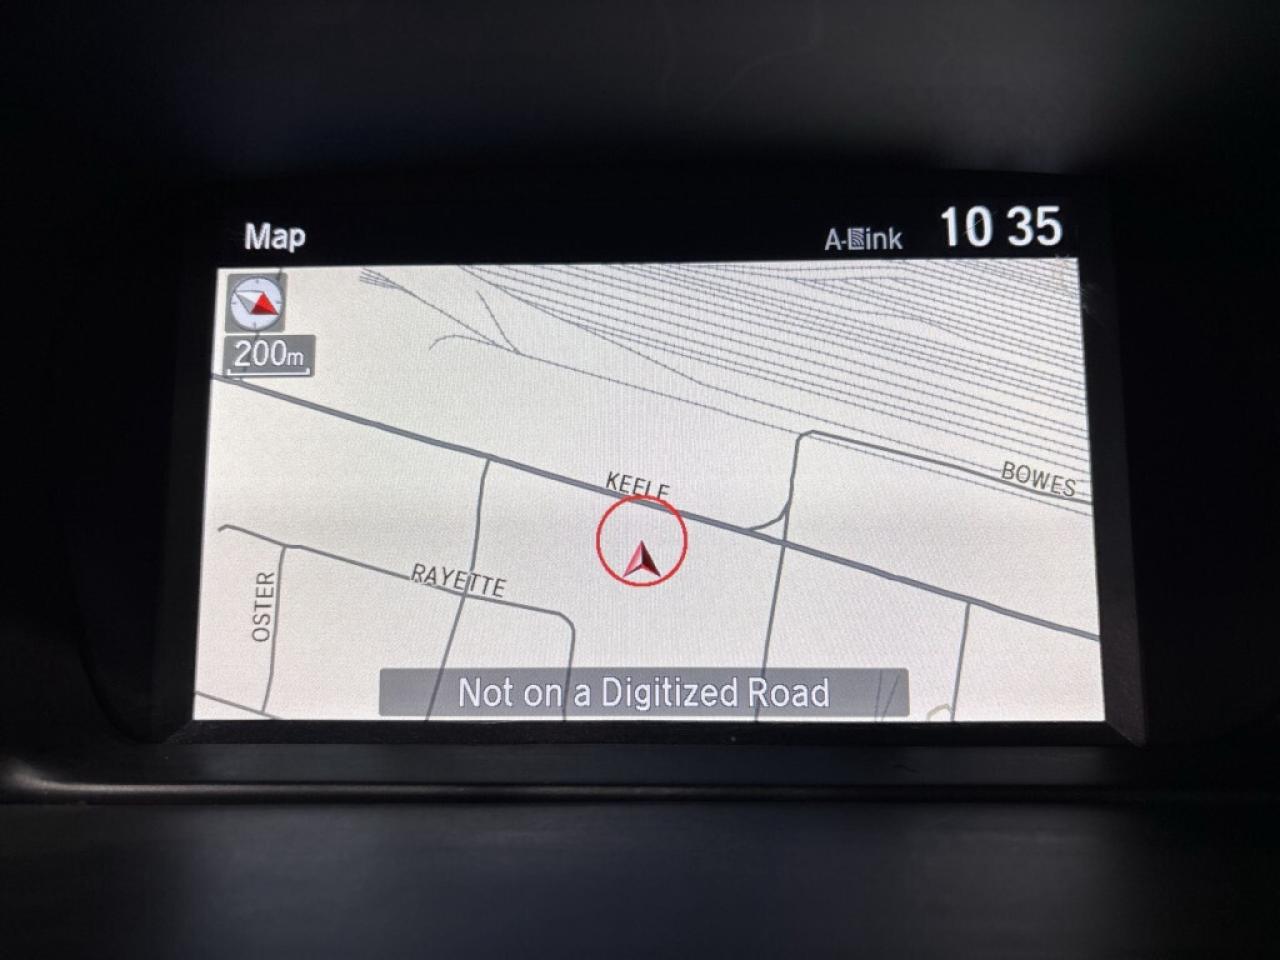 Map
A-Link 10 35
200m
KEELE
BOWES
RAYETTE
OSTER
Not on a Digitized Road